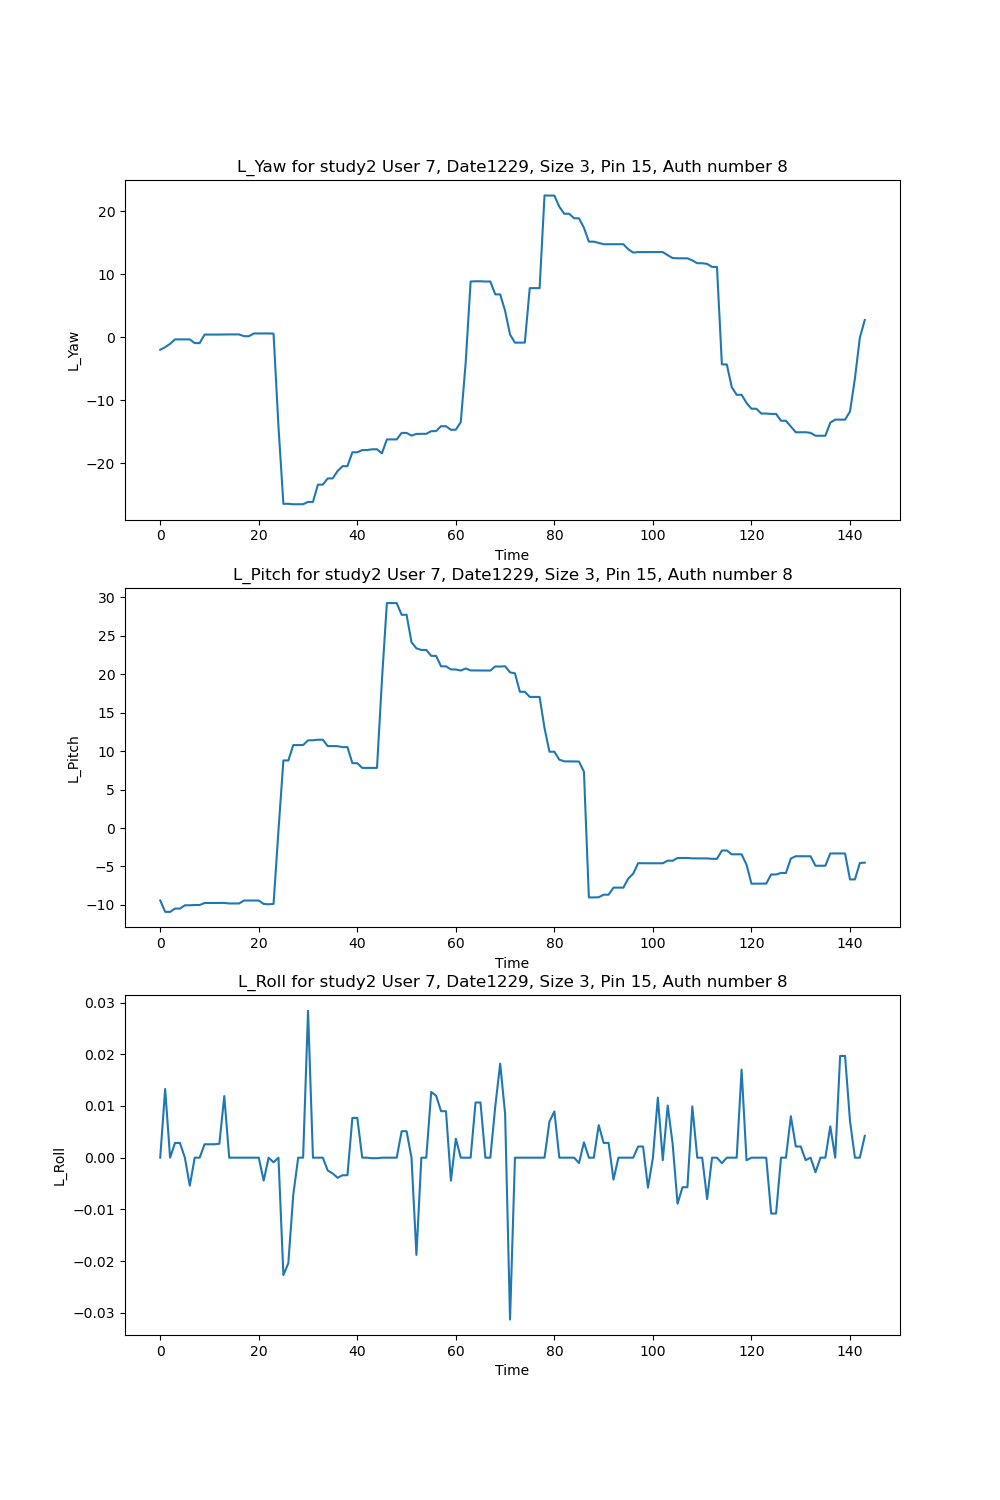 L_Yaw for study2 User 7, Date1229, Size 3, Pin 15, Auth number 8
20
10
0
−10
−20
L_Yaw
0 20 40 60 80 100 120 140
Time
L_Pitch for study2 User 7, Date1229, Size 3, Pin 15, Auth number 8
30
25
20
15
10
5
0
−5
−10
L_Pitch
0 20 40 60 80 100 120 140
Time
L_Roll for study2 User 7, Date1229, Size 3, Pin 15, Auth number 8
0.03
0.02
0.01
0.00
−0.01
−0.02
−0.03
L_Roll
0 20 40 60 80 100 120 140
Time